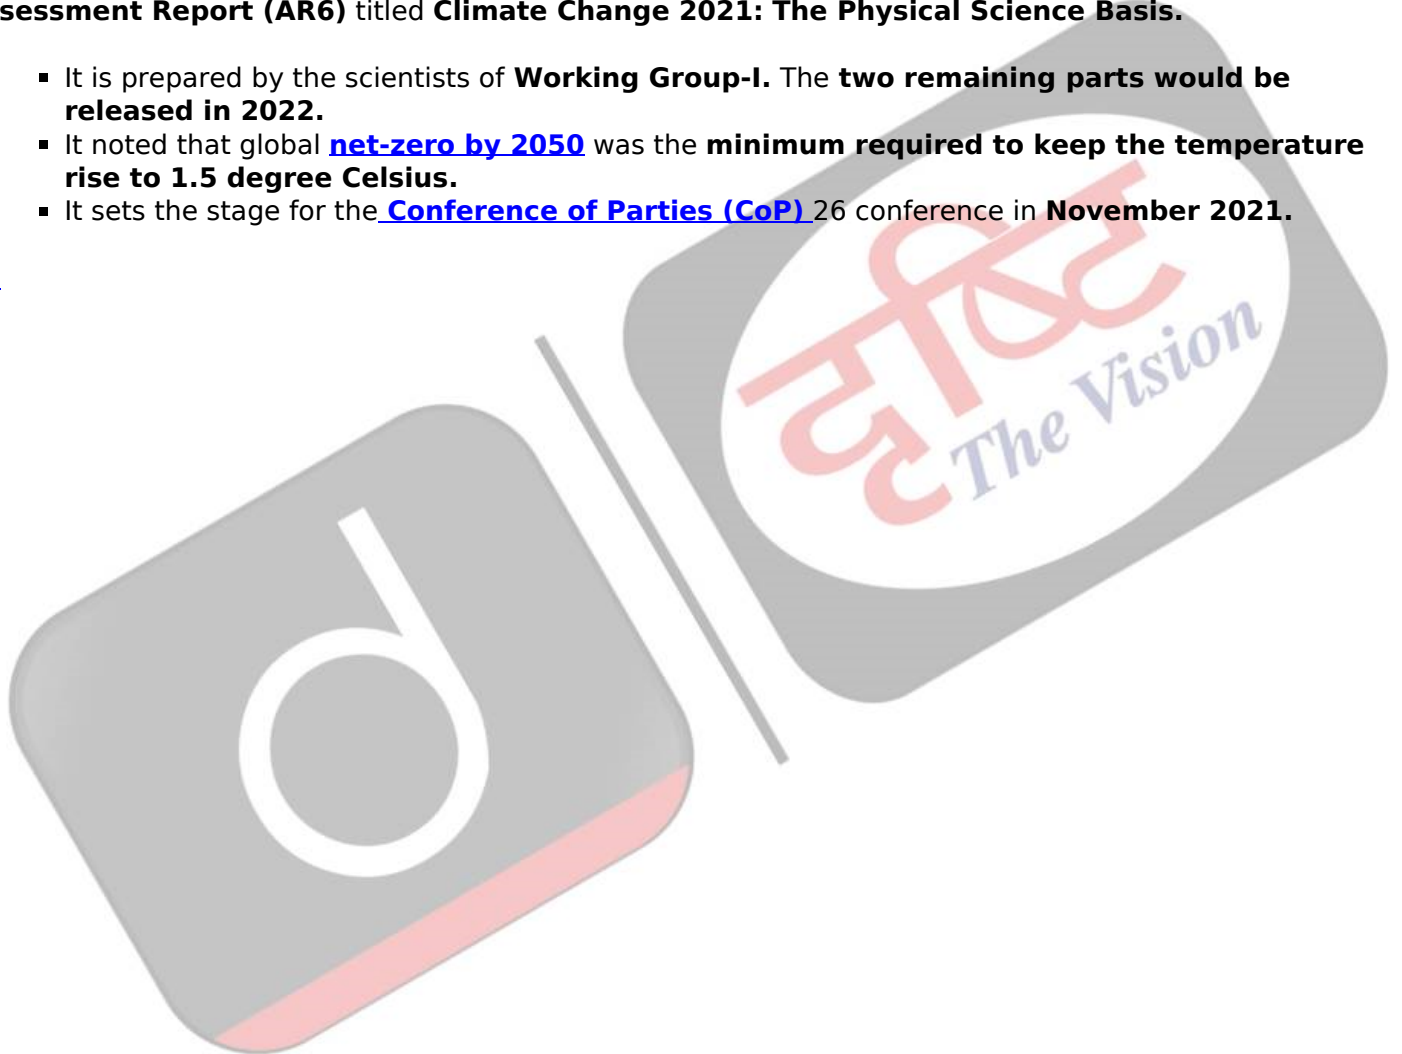 sessment Report (AR6) titled Climate Change 2021: The Physical Science Basis.
▪ It is prepared by the scientists of Working Group-I. The two remaining parts would be
released in 2022.
▪ It noted that global net-zero by 2050 was the minimum required to keep the temperature
rise to 1.5 degree Celsius.
▪ It sets the stage for the Conference of Parties (CoP) 26 conference in November 2021.
दृष्टि
The Vision
d